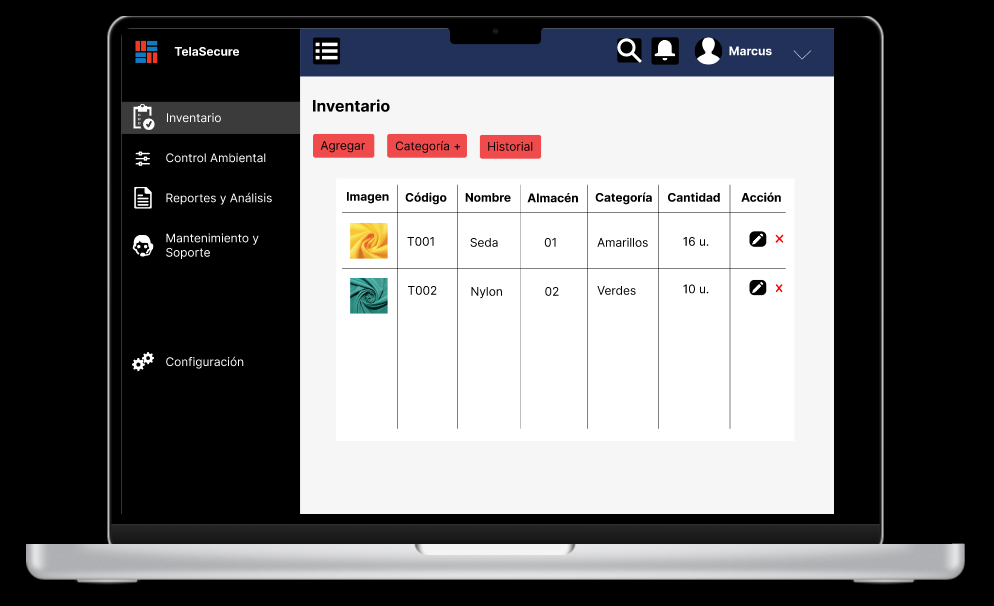 TelaSecure
Marcus
Inventario
Control Ambiental
Reportes y Análisis
Mantenimiento y
Soporte
Configuración
Inventario
Agregar Categoría + Historial
Imagen Código Nombre Almacén Categoría Cantidad Acción
T001 Seda 01 Amarillos 16 u. ×
T002 Nylon 02 Verdes 10 u. ×